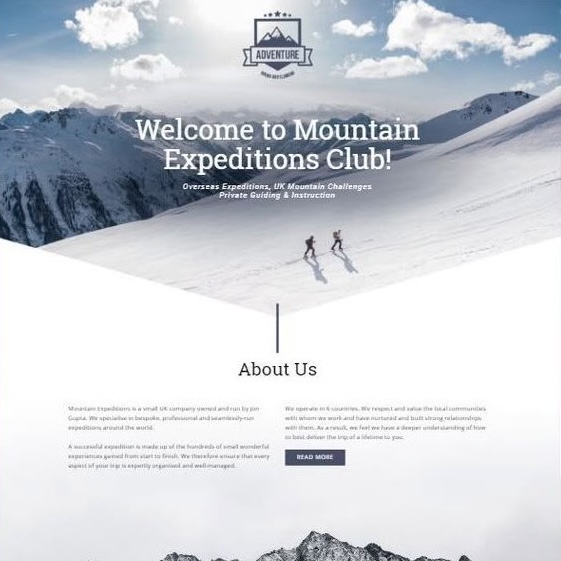 ADVENTURE
Welcome to Mountain
Expeditions Club!
Overseas Expeditions, UK Mountain Challenges
Private Guiding & Instruction
About Us
Mountain Expeditions is a small UK company owned and run by Jon
Gupta. We specialise in bespoke, professional and seamlessly-run
expeditions around the world.
A successful expedition is made up of the hundreds of small wonderful
experiences gained from start to finish. We therefore ensure that every
aspect of your trip is expertly organised and well-managed.
We operate in 6 countries. We respect and value the local communities
whom we work and have nurtured and built strong relationships
with them. As a result, we feel we have a deeper understanding of how
to best deliver the trip of a lifetime to you.
READ MORE